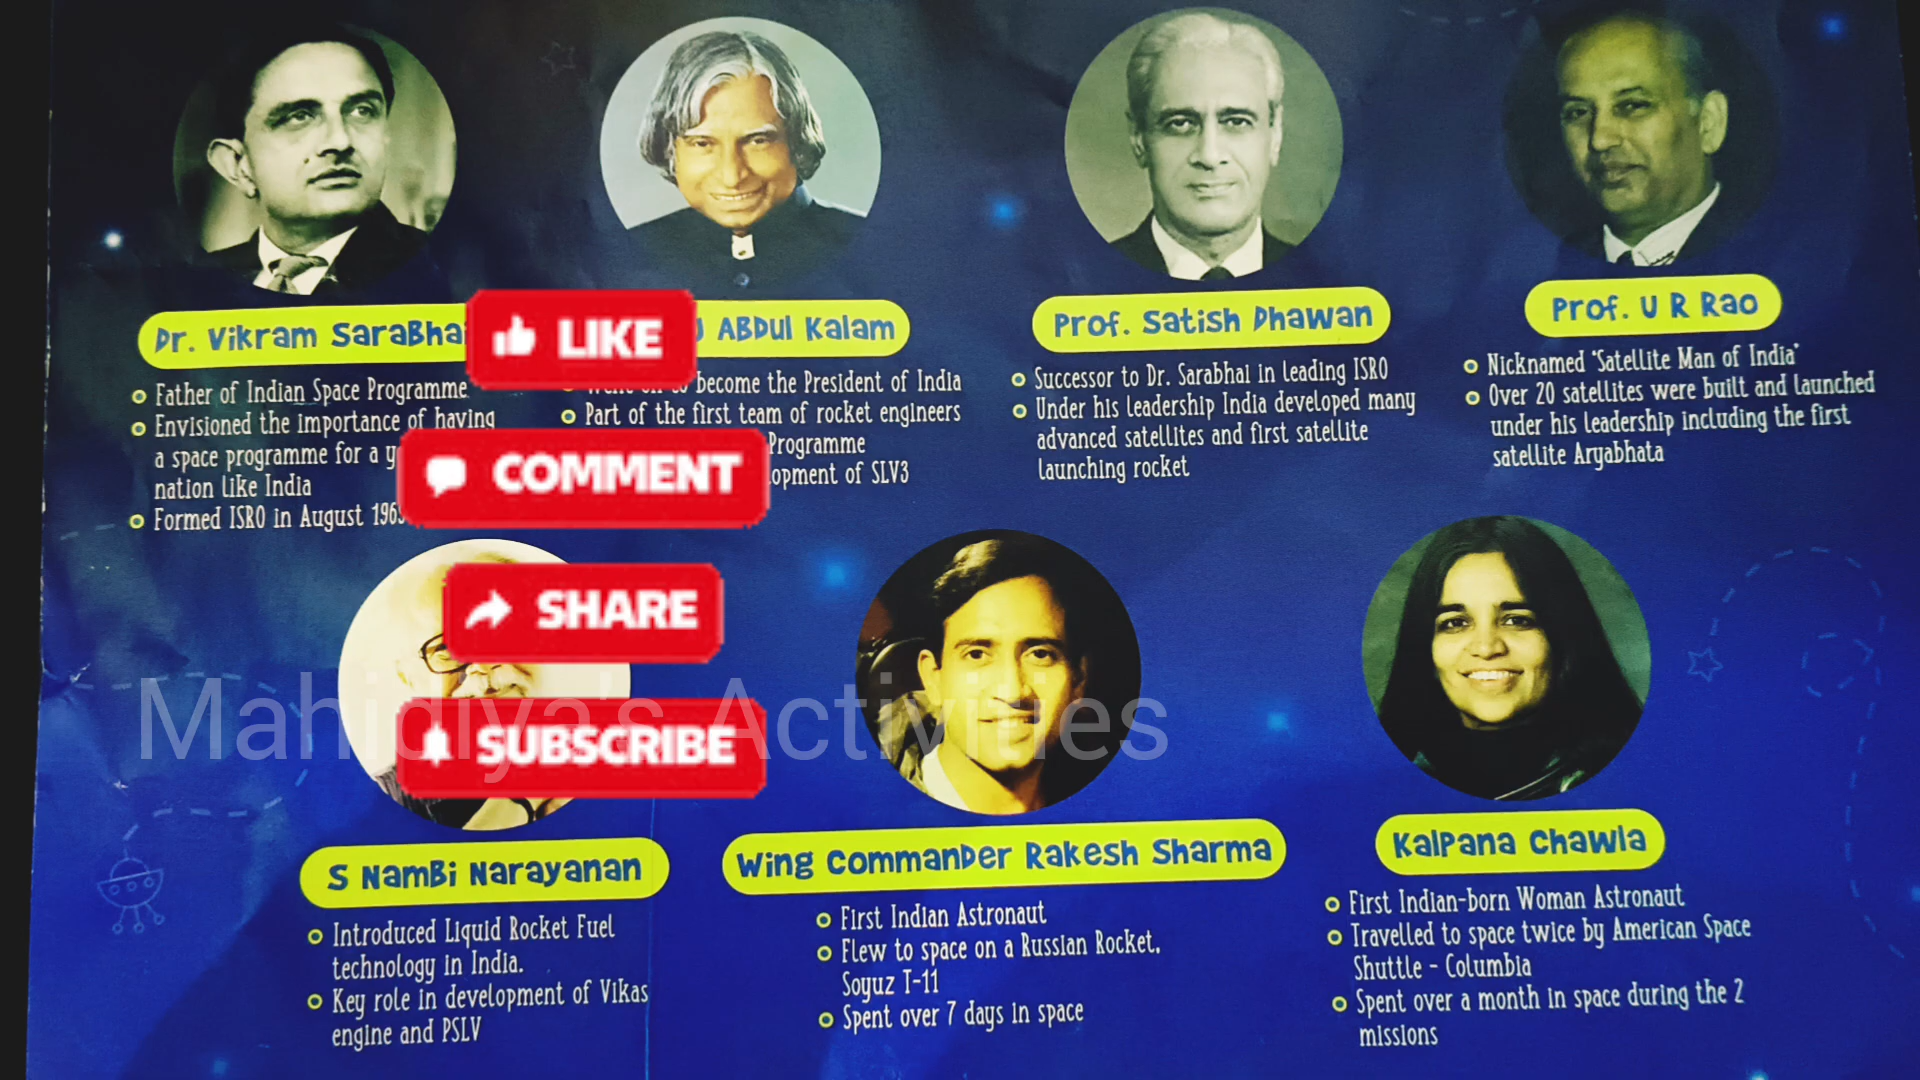 Dr. Vikram SaraBha
Father of Indian Space Programme
Envisioned the importance of having
a space programme for a y
nation like India
Formed ISRO in August 196
LIKE
COMMENT
SHARE
SUBSCRIBE
ABDUl Kalam
become the President of India
Part of the first team of rocket engineers
Programme
opment of SLV3
Prof. Satish Dhawan
Successor to Dr. Sarabhai in leading ISRO
Under his leadership India developed many
advanced satellites and first satellite
launching rocket
Prof. U R Rao
Nicknamed 'Satellite Man of India'
Over 20 satellites were built and launched
under his leadership including the first
satellite Aryabhata
Mahidiya's Activities
S NamBi Narayanan
Introduced Liquid Rocket Fuel
technology in India.
Key role in development of Vikas
engine and PSLV
Wing Commander Rakesh Sharma
First Indian Astronaut
Flew to space on a Russian Rocket,
Soyuz T-11
Spent over 7 days in space
Kalpana Chawla
First Indian-born Woman Astronaut
Travelled to space twice by American Space
Shuttle - Columbia
Spent over a month in space during the 2
missions